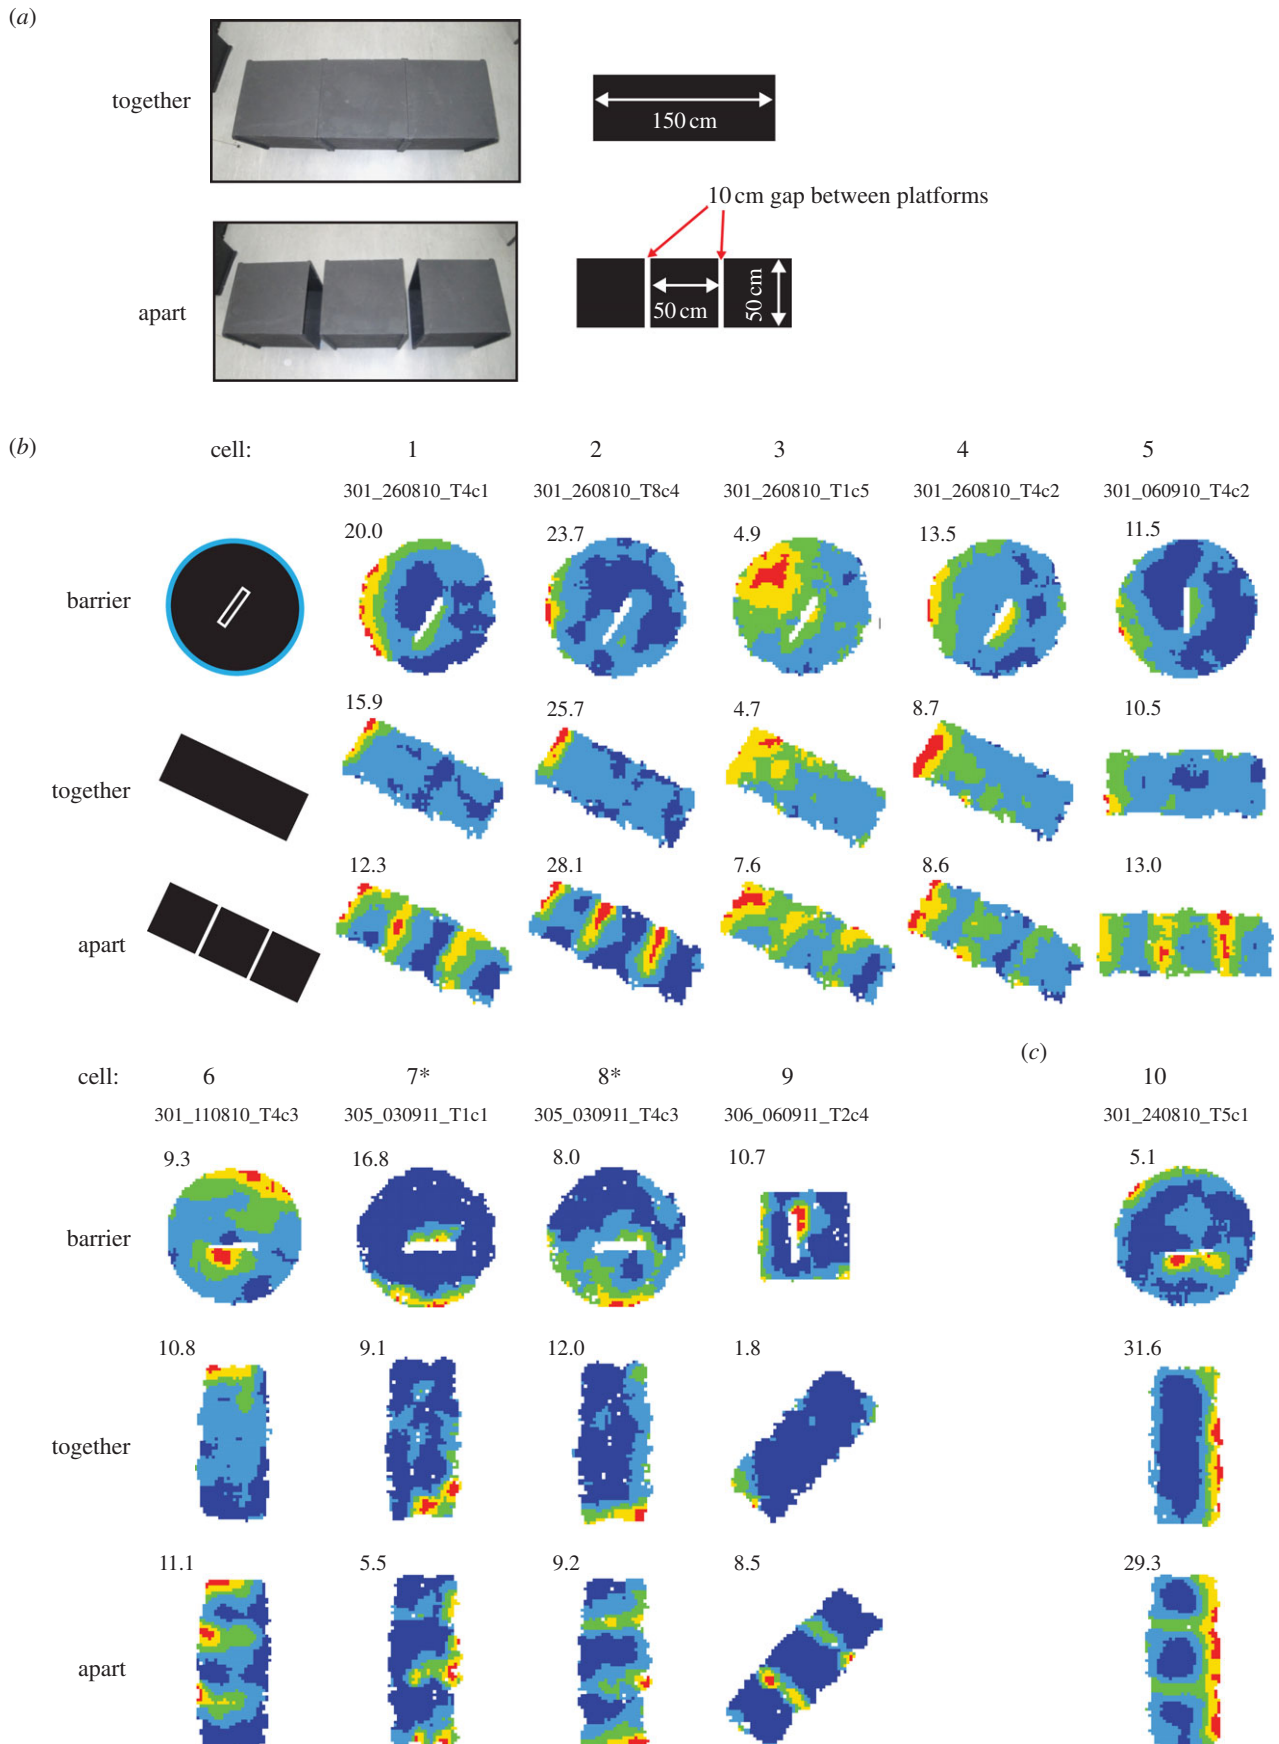 (a)
together
150 cm
10 cm gap between platforms
apart
50 cm
50 cm
(b)
cell: 1 2 3 4 5
301_260810_T4c1 301_260810_T8c4 301_260810_T1c5 301_260810_T4c2 301_060910_T4c2
20.0 23.7 4.9 13.5 11.5
barrier
15.9 25.7 4.7 8.7 10.5
together
12.3 28.1 7.6 8.6 13.0
apart
(c)
cell: 6 7* 8* 9 10
301_110810_T4c3 305_030911_T1c1 305_030911_T4c3 306_060911_T2c4 301_240810_T5c1
9.3 16.8 8.0 10.7 5.1
barrier
10.8 9.1 12.0 1.8 31.6
together
11.1 5.5 9.2 8.5 29.3
apart